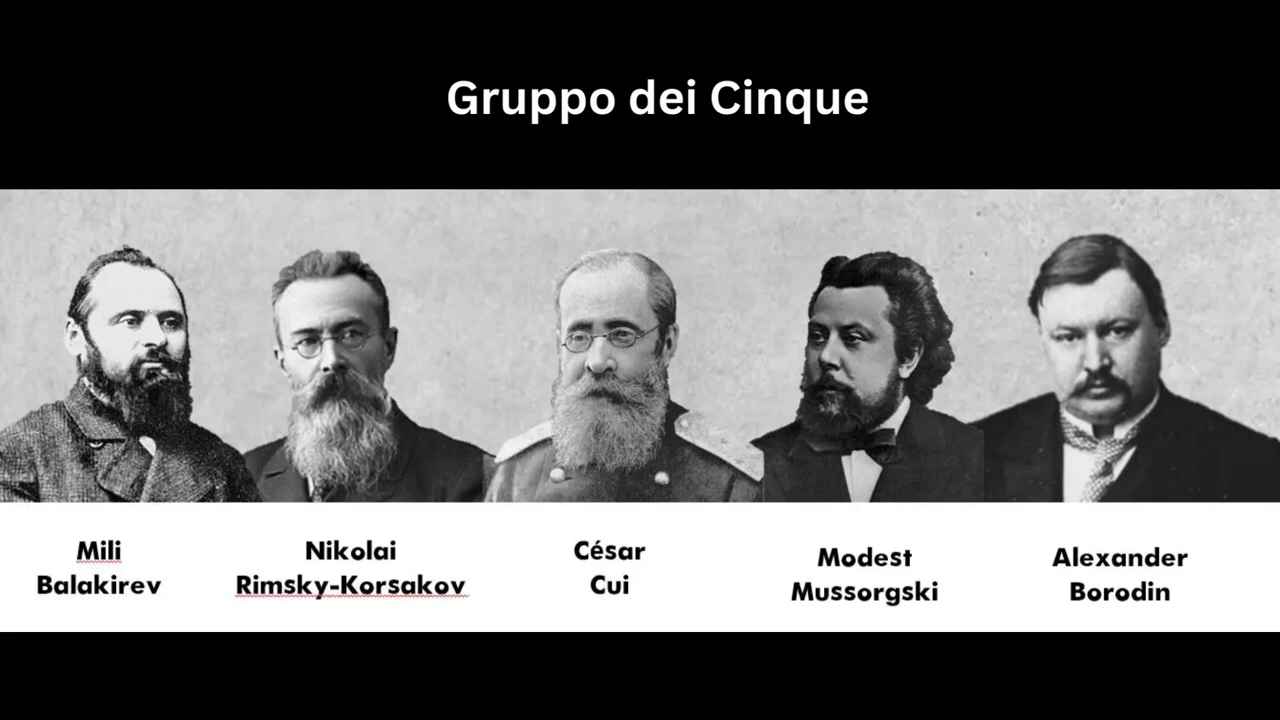 Gruppo dei Cinque
Mili
Balakirev
Nikolai
Rimsky-Korsakov
César
Cui
Modest
Mussorgski
Alexander
Borodin